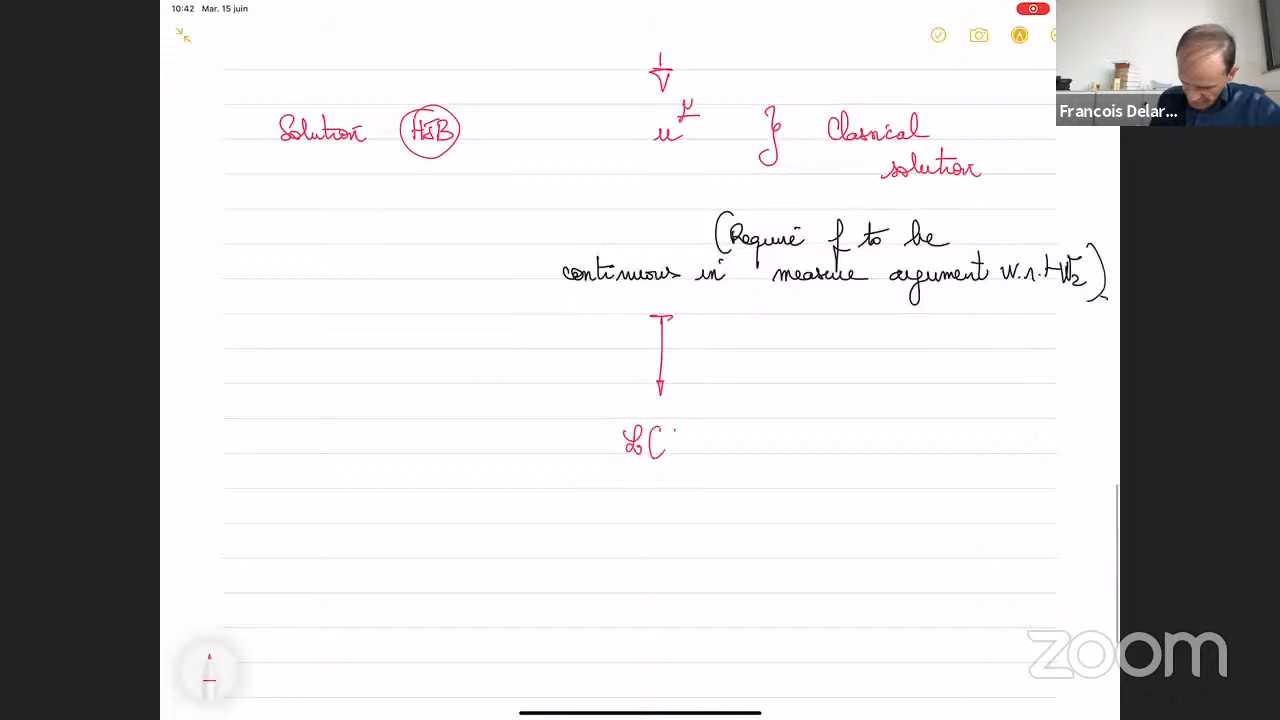 10:42 Mar. 15 juin
Solution HJB u^μ } Classical
solution
(Require f to be
continuous in measure argument w.r.t W₂).
ℒ(
Francois Delar...
zoom